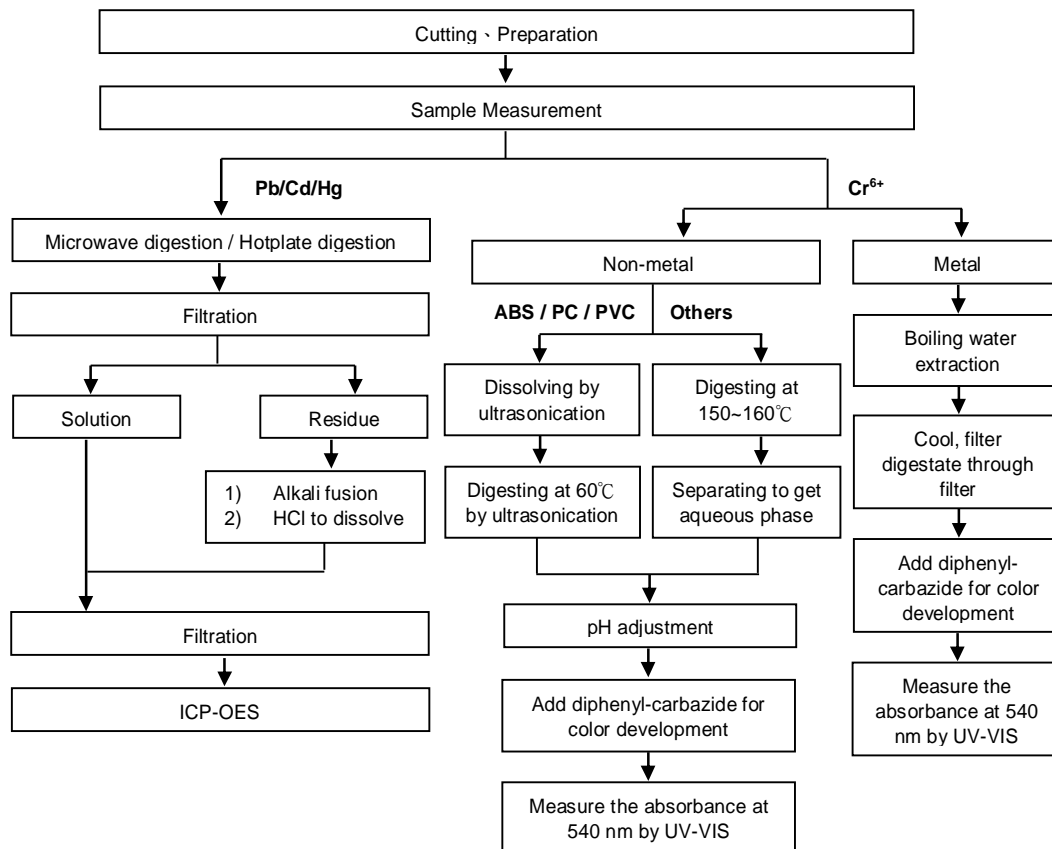 Cutting、Preparation
Sample Measurement
Pb/Cd/Hg
Cr⁶⁺
Microwave digestion / Hotplate digestion
Non-metal
Metal
Filtration
ABS / PC / PVC
Others
Boiling water
extraction
Solution
Residue
Dissolving by
ultrasonication
Digesting at
150~160℃
Cool, filter
digestate through
filter
1) Alkali fusion
2) HCl to dissolve
Digesting at 60℃
by ultrasonication
Separating to get
aqueous phase
Add diphenyl-
carbazide for color
development
Filtration
pH adjustment
ICP-OES
Add diphenyl-carbazide for
color development
Measure the
absorbance at 540
nm by UV-VIS
Measure the absorbance at
540 nm by UV-VIS